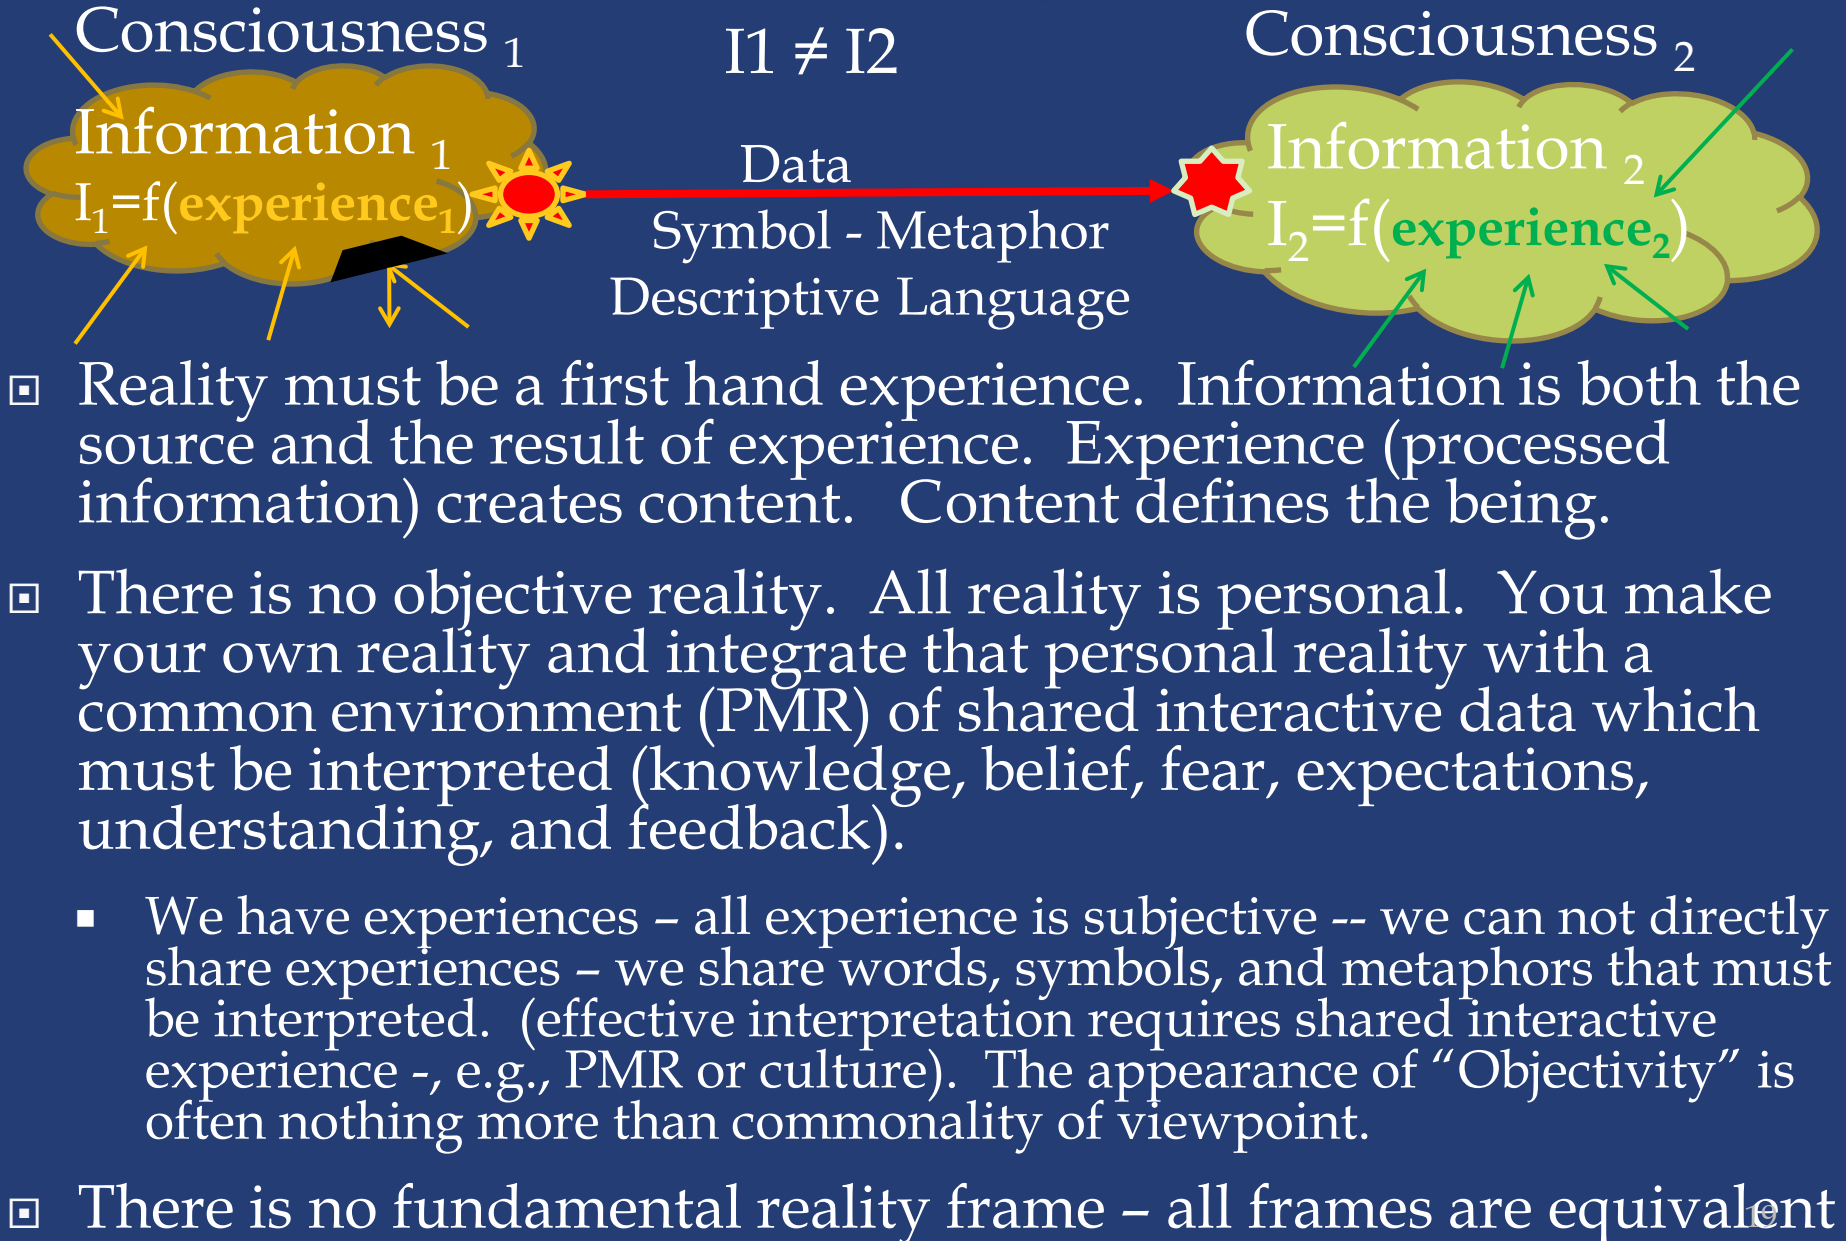 Consciousness 1
I1 ≠ I2
Consciousness 2
Information 1
I1=f(experience1)
Data
Symbol - Metaphor
Descriptive Language
Information 2
I2=f(experience2)
Reality must be a first hand experience. Information is both the
source and the result of experience. Experience (processed
information) creates content. Content defines the being.
There is no objective reality. All reality is personal. You make
your own reality and integrate that personal reality with a
common environment (PMR) of shared interactive data which
must be interpreted (knowledge, belief, fear, expectations,
understanding, and feedback).
We have experiences – all experience is subjective -- we can not directly
share experiences – we share words, symbols, and metaphors that must
be interpreted. (effective interpretation requires shared interactive
experience -, e.g., PMR or culture). The appearance of “Objectivity” is
often nothing more than commonality of viewpoint.
There is no fundamental reality frame – all frames are equivalent
19